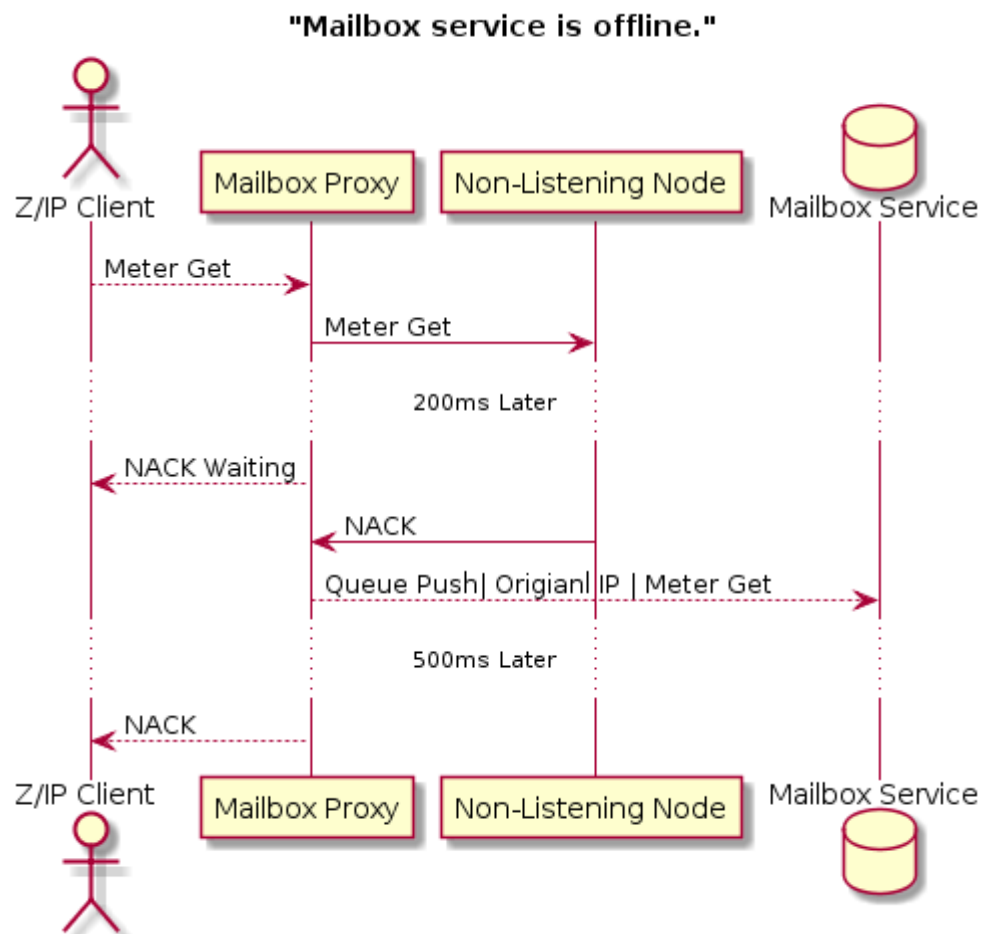 "Mailbox service is offline."
Z/IP Client
Mailbox Proxy
Non-Listening Node
Mailbox Service
Meter Get
Meter Get
200ms Later
NACK Waiting
NACK
Queue Push| Origianl IP | Meter Get
500ms Later
NACK
Z/IP Client
Mailbox Proxy
Non-Listening Node
Mailbox Service